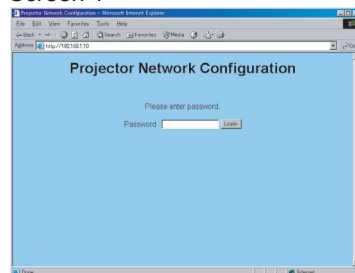 Projector Network Configuration - Microsoft Internet Explorer
File Edit View Favorites Tools Help
Back Search Favorites Media
Address http://192.168.1.10
Projector Network Configuration
Please enter password.
Password : Login
Done Internet